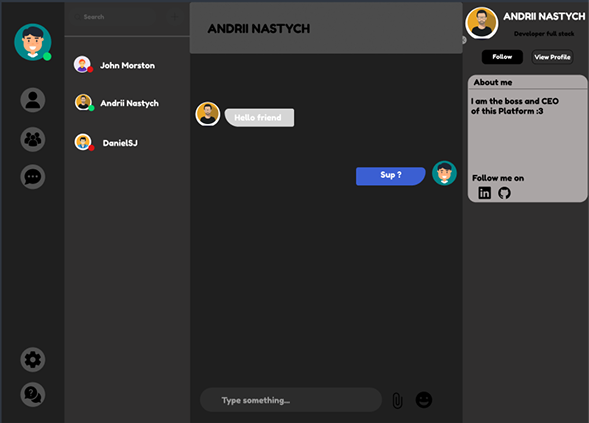 Search
John Morston
Andrii Nastych
DanielSJ
ANDRII NASTYCH
Hello friend
Sup ?
Type something...
ANDRII NASTYCH
Developer full stack
Follow
View Profile
About me
I am the boss and CEO
of this Platform :3
Follow me on
in